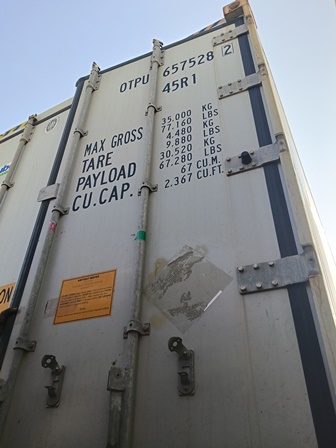 OTPU 657528 2
45R1
MAX GROSS 35.000 KG
77.160 LBS
TARE 4.480 KG
9.880 LBS
PAYLOAD 30.520 KG
67.280 LBS
CU.CAP. 67 CU.M.
2.367 CU.FT.
ON